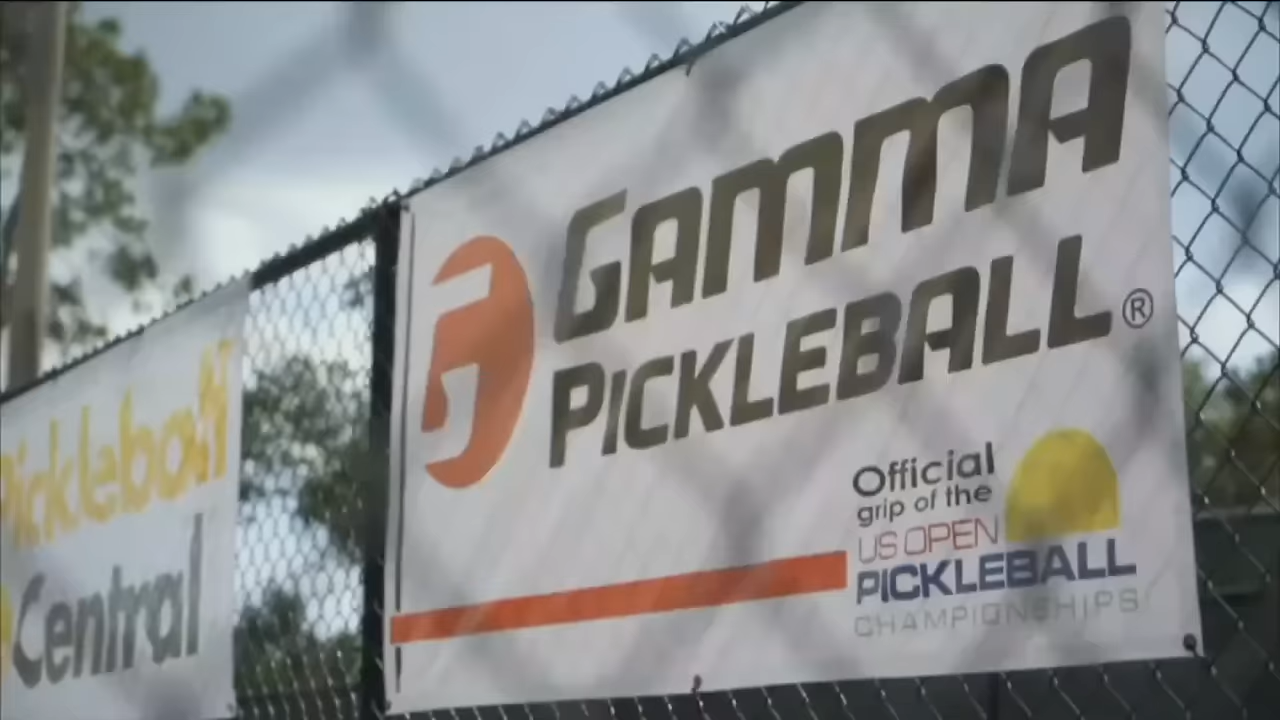 Pickleball
Central
GAMMA
PICKLEBALL®
Official
grip of the
US OPEN
PICKLEBALL
CHAMPIONSHIPS